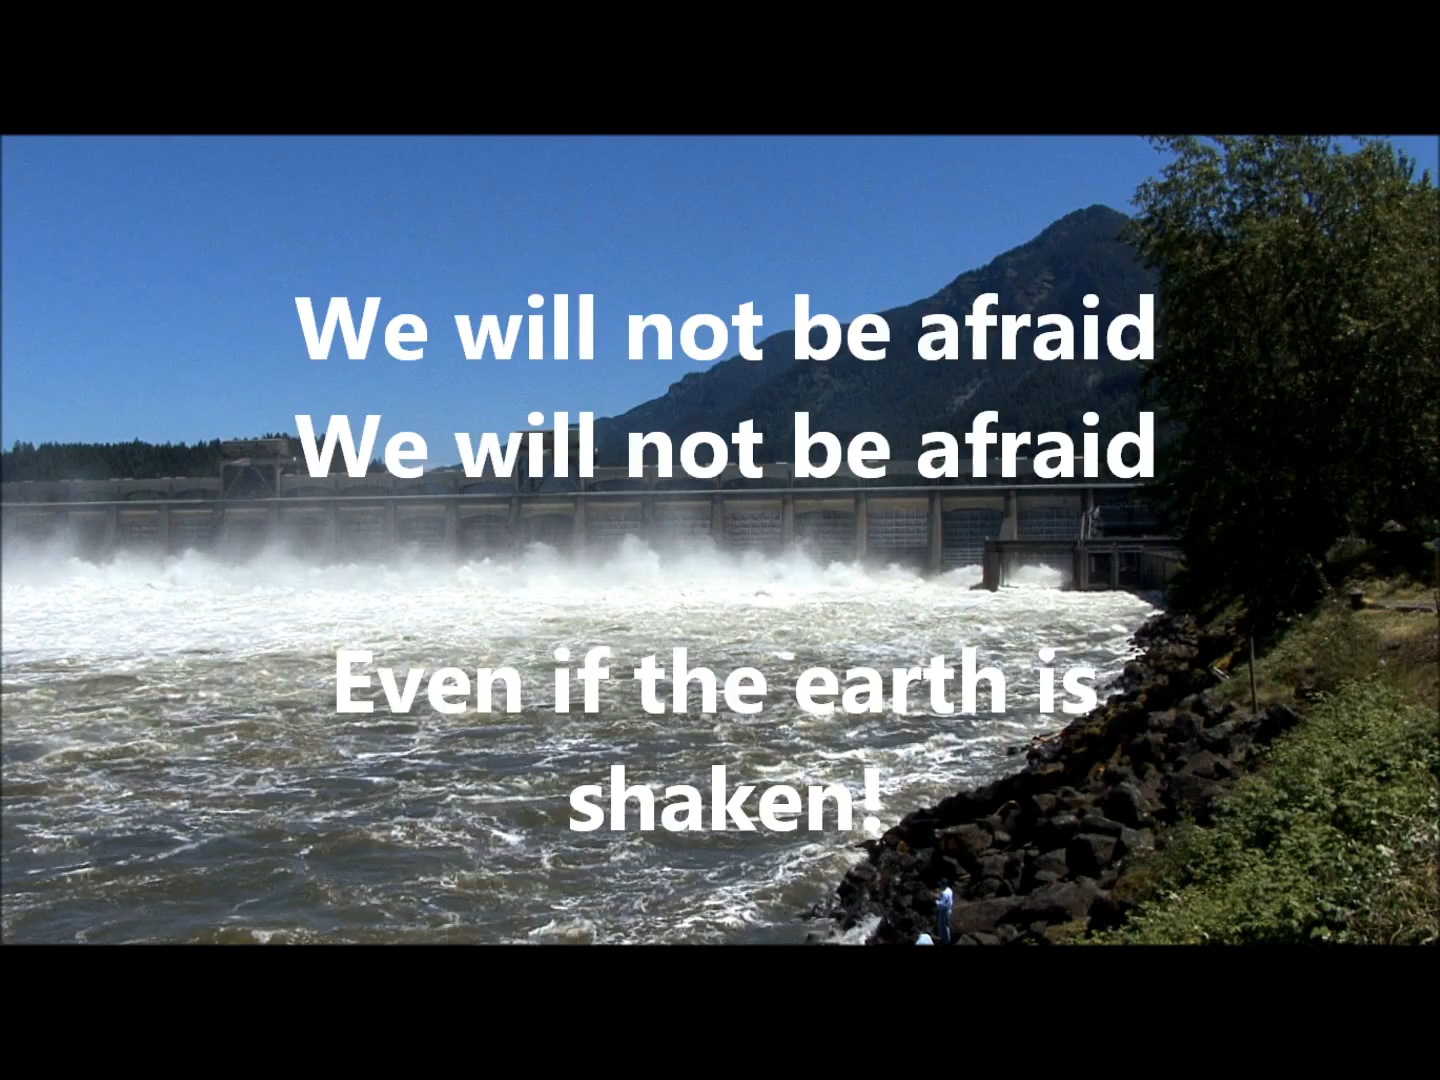 We will not be afraid
We will not be afraid
Even if the earth is
shaken!